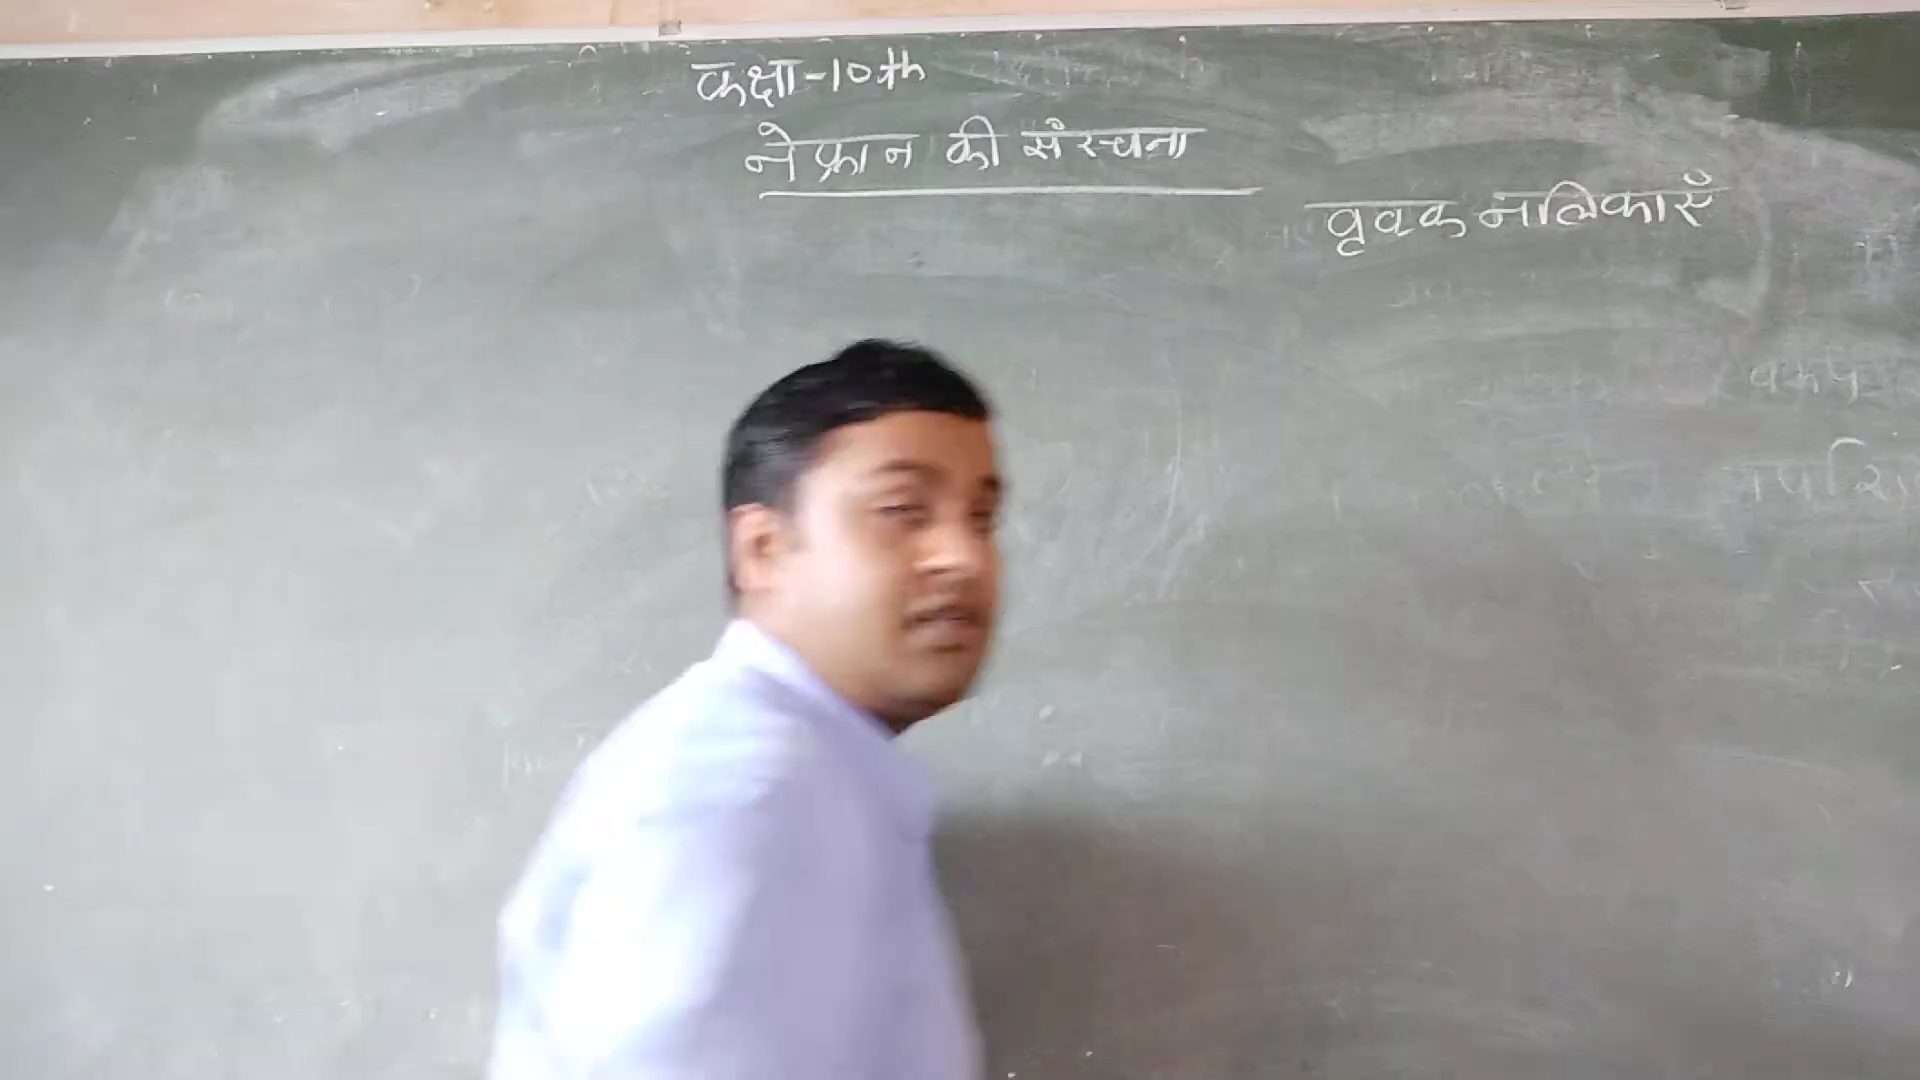 कक्षा-10th
नेफ्रान की संरचना
वृक्क नलिकाएँ